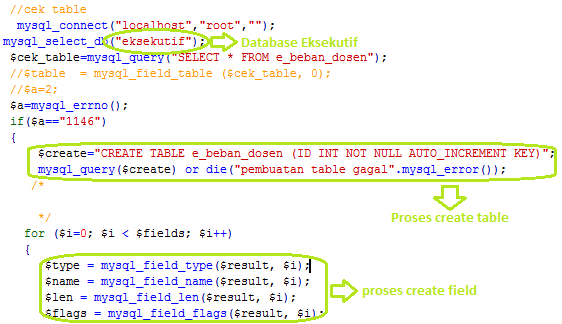 //cek table
mysql_connect("localhost","root","");
mysql_select_db("eksekutif"); Database Eksekutif
$cek_table=mysql_query("SELECT * FROM e_beban_dosen");
//$table = mysql_field_table ($cek_table, 0);
//$a=2;
$a=mysql_errno();
if($a=="1146")
{
$create="CREATE TABLE e_beban_dosen (ID INT NOT NULL AUTO_INCREMENT KEY)";
mysql_query($create) or die("pembuatan table gagal".mysql_error());
/*
Proses create table
*/
for ($i=0; $i < $fields; $i++)
{
$type = mysql_field_type($result, $i);
$name = mysql_field_name($result, $i);
proses create field
$len = mysql_field_len($result, $i);
$flags = mysql_field_flags($result, $i);